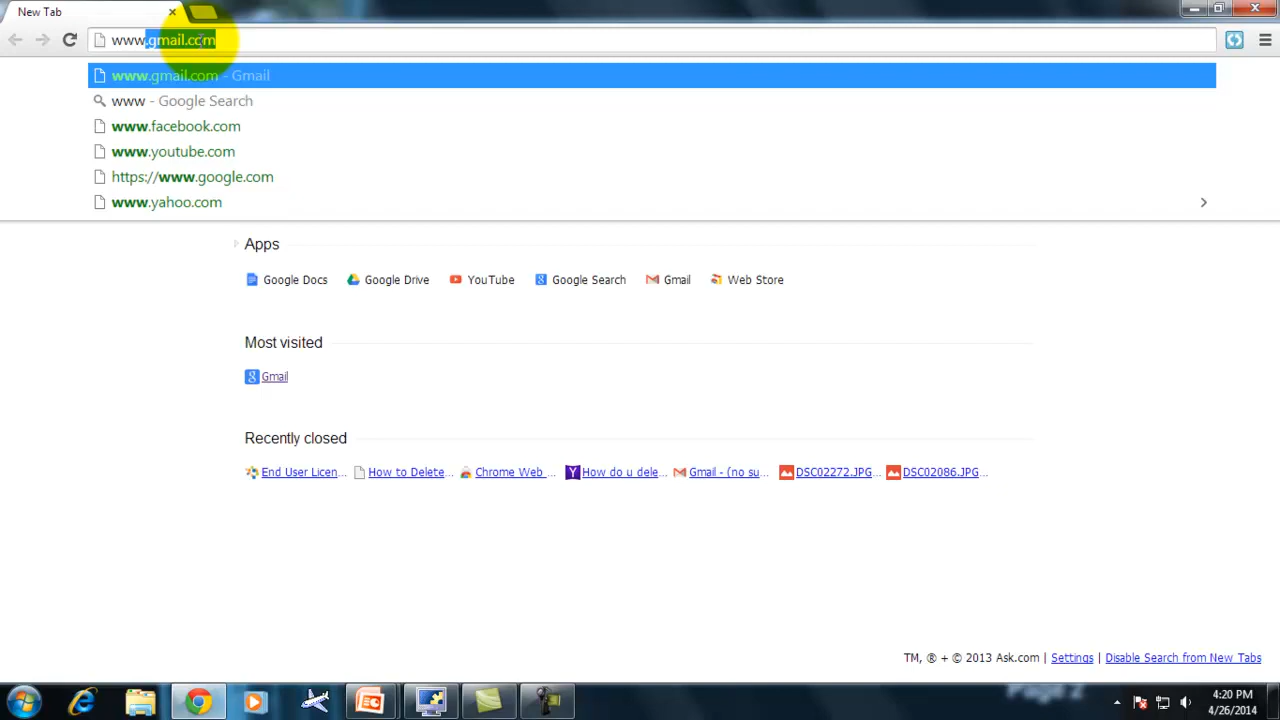 New Tab
www.gmail.com
www.gmail.com - Gmail
www - Google Search
www.facebook.com
www.youtube.com
https://www.google.com
www.yahoo.com
Apps
Google Docs Google Drive YouTube Google Search Gmail Web Store
Most visited
Gmail
Recently closed
End User Licen... How to Delete... Chrome Web ... How do u dele... Gmail - (no su... DSC02272.JPG... DSC02086.JPG...
TM, ® + © 2013 Ask.com | Settings | Disable Search from New Tabs
Page 2
4:20 PM
4/26/2014